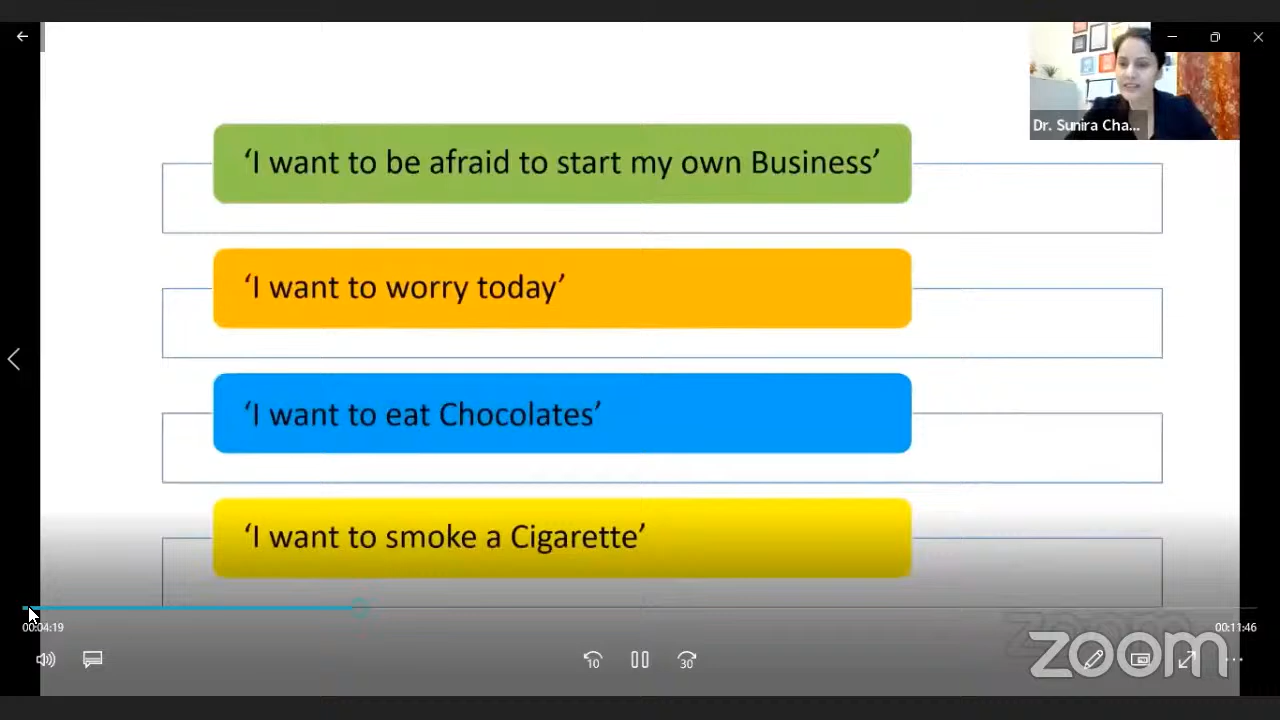 Dr. Sunira Cha...
‘I want to be afraid to start my own Business’
‘I want to worry today’
‘I want to eat Chocolates’
‘I want to smoke a Cigarette’
00:04:19
00:11:46
10
30
zoom